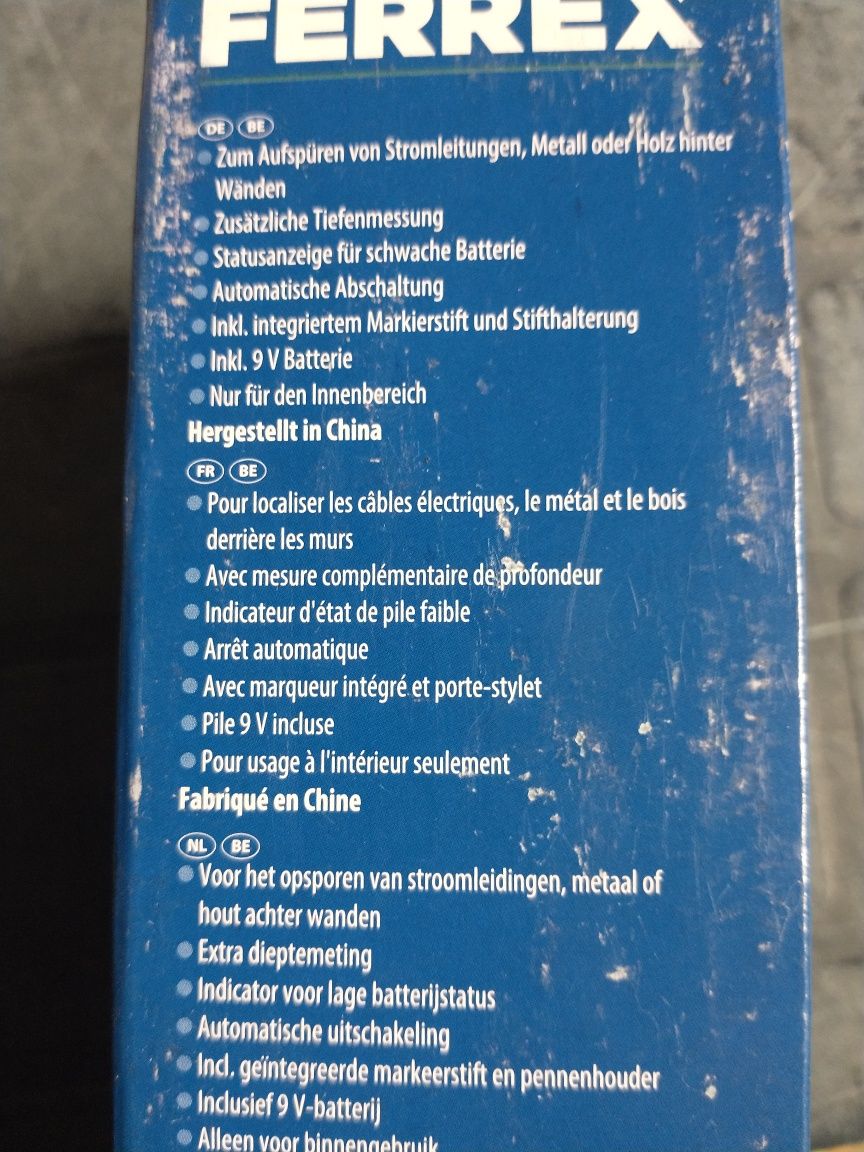 FERREX
DE BE
Zum Aufspüren von Stromleitungen, Metall oder Holz hinter
Wänden
Zusätzliche Tiefenmessung
Statusanzeige für schwache Batterie
Automatische Abschaltung
Inkl. integriertem Markierstift und Stifthalterung
Inkl. 9 V Batterie
Nur für den Innenbereich
Hergestellt in China
FR BE
Pour localiser les câbles électriques, le métal et le bois
derrière les murs
Avec mesure complémentaire de profondeur
Indicateur d'état de pile faible
Arrêt automatique
Avec marqueur intégré et porte-stylet
Pile 9 V incluse
Pour usage à l'intérieur seulement
Fabriqué en Chine
NL BE
Voor het opsporen van stroomleidingen, metaal of
hout achter wanden
Extra dieptemeting
Indicator voor lage batterijstatus
Automatische uitschakeling
Incl. geïntegreerde markeerstift en pennenhouder
Inclusief 9 V-batterij
Alleen voor binnengebruik